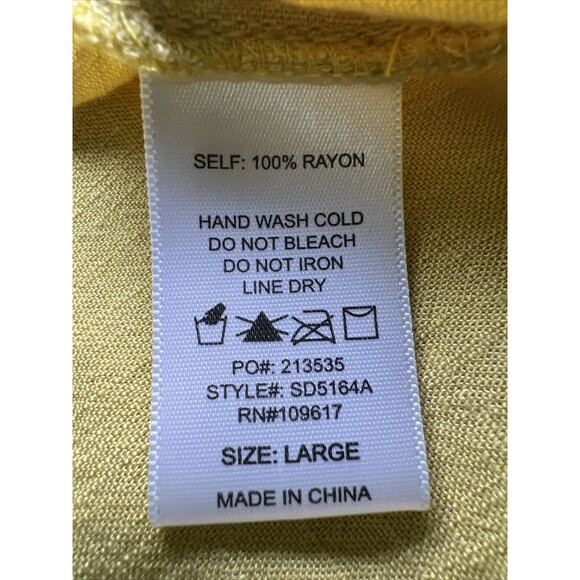 SELF: 100% RAYON
HAND WASH COLD
DO NOT BLEACH
DO NOT IRON
LINE DRY
PO#: 213535
STYLE#: SD5164A
RN#109617
SIZE: LARGE
MADE IN CHINA